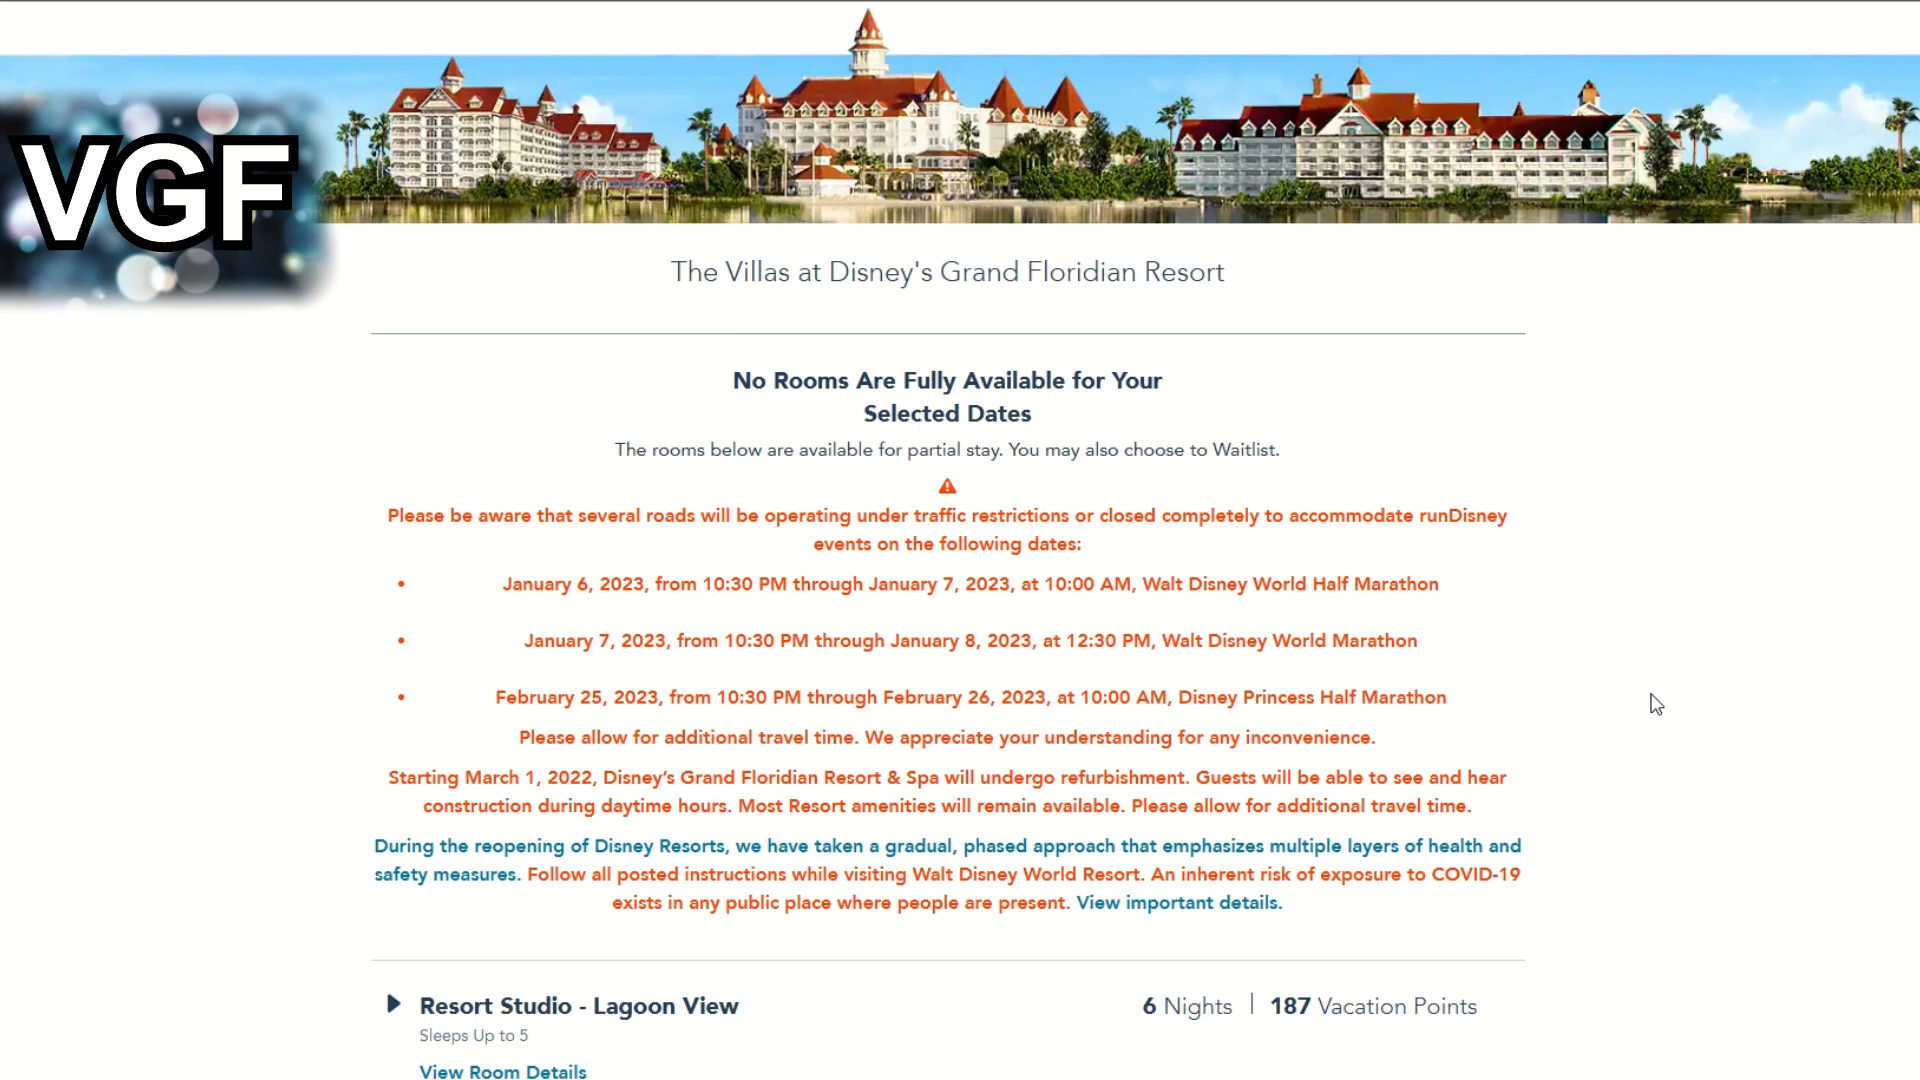 VGF
The Villas at Disney's Grand Floridian Resort
No Rooms Are Fully Available for Your
Selected Dates
The rooms below are available for partial stay. You may also choose to Waitlist.
Please be aware that several roads will be operating under traffic restrictions or closed completely to accommodate runDisney
events on the following dates:
• January 6, 2023, from 10:30 PM through January 7, 2023, at 10:00 AM, Walt Disney World Half Marathon
• January 7, 2023, from 10:30 PM through January 8, 2023, at 12:30 PM, Walt Disney World Marathon
• February 25, 2023, from 10:30 PM through February 26, 2023, at 10:00 AM, Disney Princess Half Marathon
Please allow for additional travel time. We appreciate your understanding for any inconvenience.
Starting March 1, 2022, Disney’s Grand Floridian Resort & Spa will undergo refurbishment. Guests will be able to see and hear
construction during daytime hours. Most Resort amenities will remain available. Please allow for additional travel time.
During the reopening of Disney Resorts, we have taken a gradual, phased approach that emphasizes multiple layers of health and
safety measures. Follow all posted instructions while visiting Walt Disney World Resort. An inherent risk of exposure to COVID-19
exists in any public place where people are present. View important details.
Resort Studio - Lagoon View 6 Nights | 187 Vacation Points
Sleeps Up to 5
View Room Details